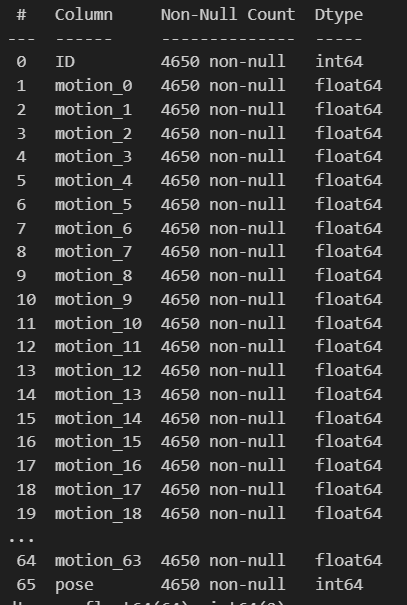 #   Column     Non-Null Count  Dtype
---  ------     --------------  -----
0   ID         4650 non-null   int64
1   motion_0   4650 non-null   float64
2   motion_1   4650 non-null   float64
3   motion_2   4650 non-null   float64
4   motion_3   4650 non-null   float64
5   motion_4   4650 non-null   float64
6   motion_5   4650 non-null   float64
7   motion_6   4650 non-null   float64
8   motion_7   4650 non-null   float64
9   motion_8   4650 non-null   float64
10  motion_9   4650 non-null   float64
11  motion_10  4650 non-null   float64
12  motion_11  4650 non-null   float64
13  motion_12  4650 non-null   float64
14  motion_13  4650 non-null   float64
15  motion_14  4650 non-null   float64
16  motion_15  4650 non-null   float64
17  motion_16  4650 non-null   float64
18  motion_17  4650 non-null   float64
19  motion_18  4650 non-null   float64
...
64  motion_63  4650 non-null   float64
65  pose       4650 non-null   int64